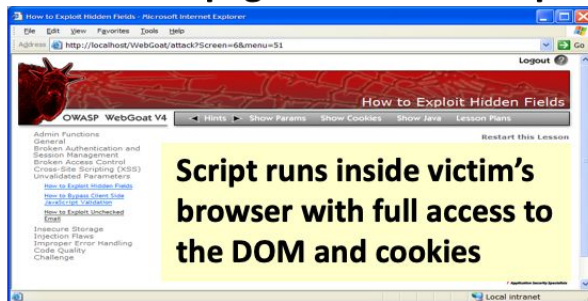 How to Exploit Hidden Fields - Microsoft Internet Explorer
File Edit View Favorites Tools Help
Address http://localhost/WebGoat/attack?Screen=6&menu=51 Go
Logout
How to Exploit Hidden Fields
OWASP WebGoat V4 Hints Show Params Show Cookies Show Java Lesson Plans
Restart this Lesson
Admin Functions
General
Broken Authentication and
Session Management
Broken Access Control
Cross-Site Scripting (XSS)
Unvalidated Parameters
How to Exploit Hidden Fields
How to Bypass Client Side
JavaScript Validation
How to Exploit Unchecked
Email
Insecure Storage
Injection Flaws
Improper Error Handling
Code Quality
Challenge
Script runs inside victim's
browser with full access to
the DOM and cookies
Application Security Specialists
Local intranet